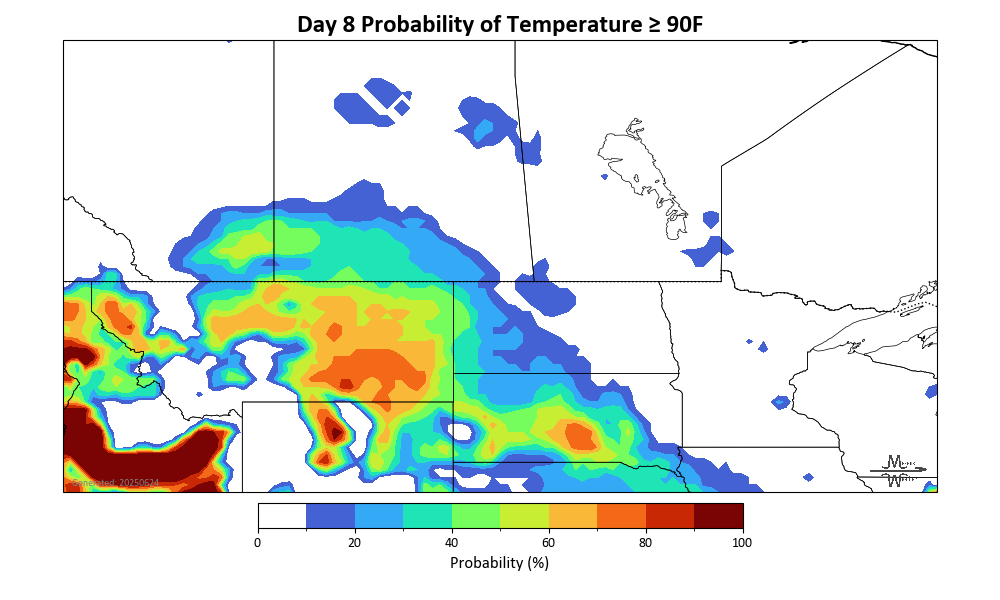 Day 8 Probability of Temperature ≥ 90F
Generated: 20250624
M
W
0 20 40 60 80 100
Probability (%)